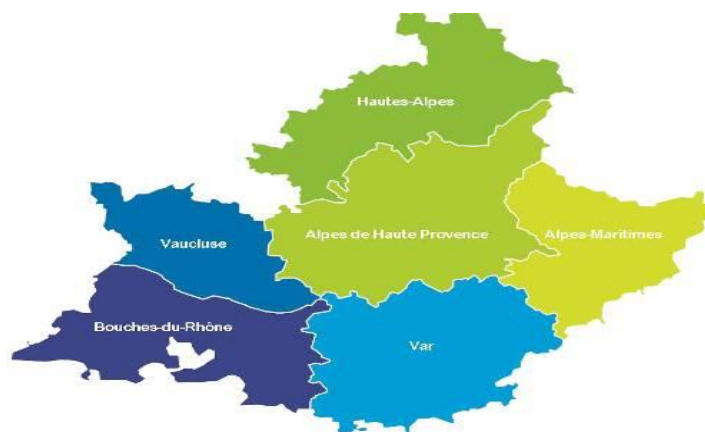 Hautes-Alpes
Alpes de Haute Provence
Alpes-Maritimes
Vaucluse
Bouches-du-Rhône
Var